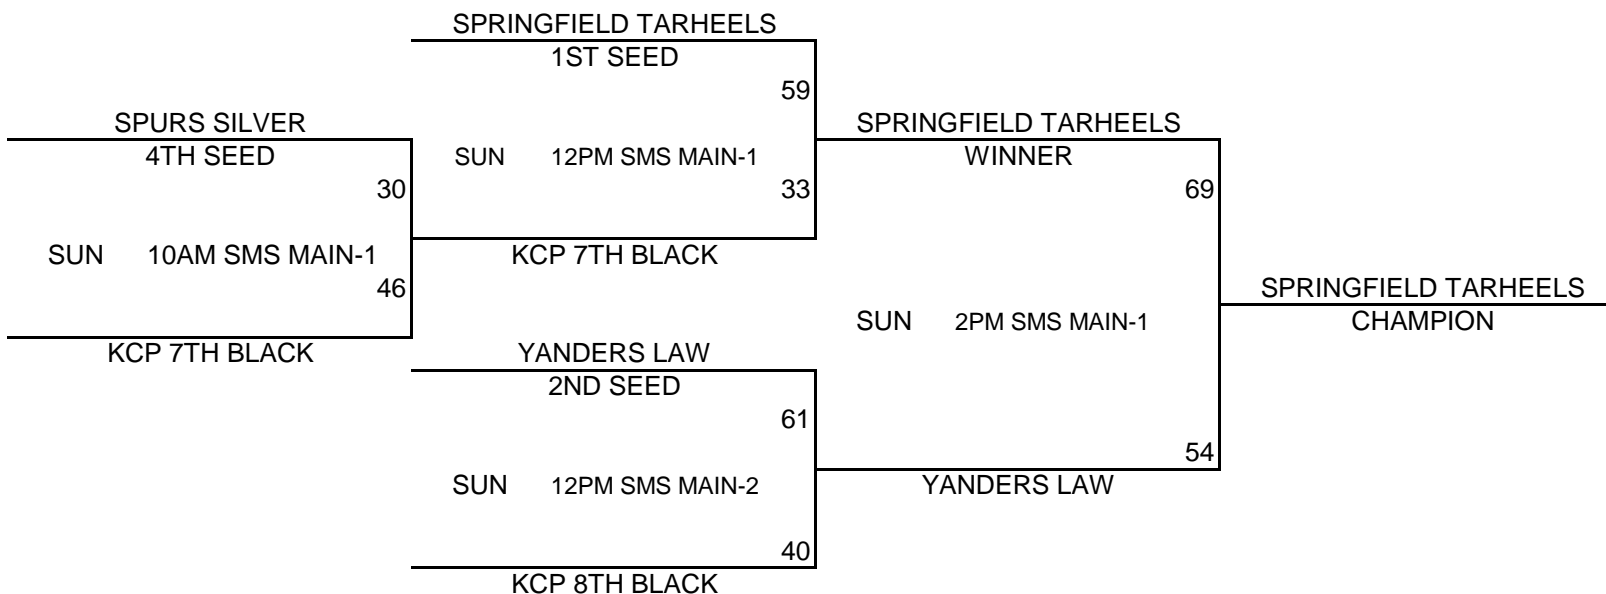 SPRINGFIELD TARHEELS
1ST SEED
59
SPURS SILVER
SPRINGFIELD TARHEELS
4TH SEED
SUN 12PM SMS MAIN-1
WINNER
30
33
69
SUN 10AM SMS MAIN-1
KCP 7TH BLACK
46
SPRINGFIELD TARHEELS
SUN 2PM SMS MAIN-1
CHAMPION
KCP 7TH BLACK
YANDERS LAW
2ND SEED
61
54
SUN 12PM SMS MAIN-2
YANDERS LAW
40
KCP 8TH BLACK